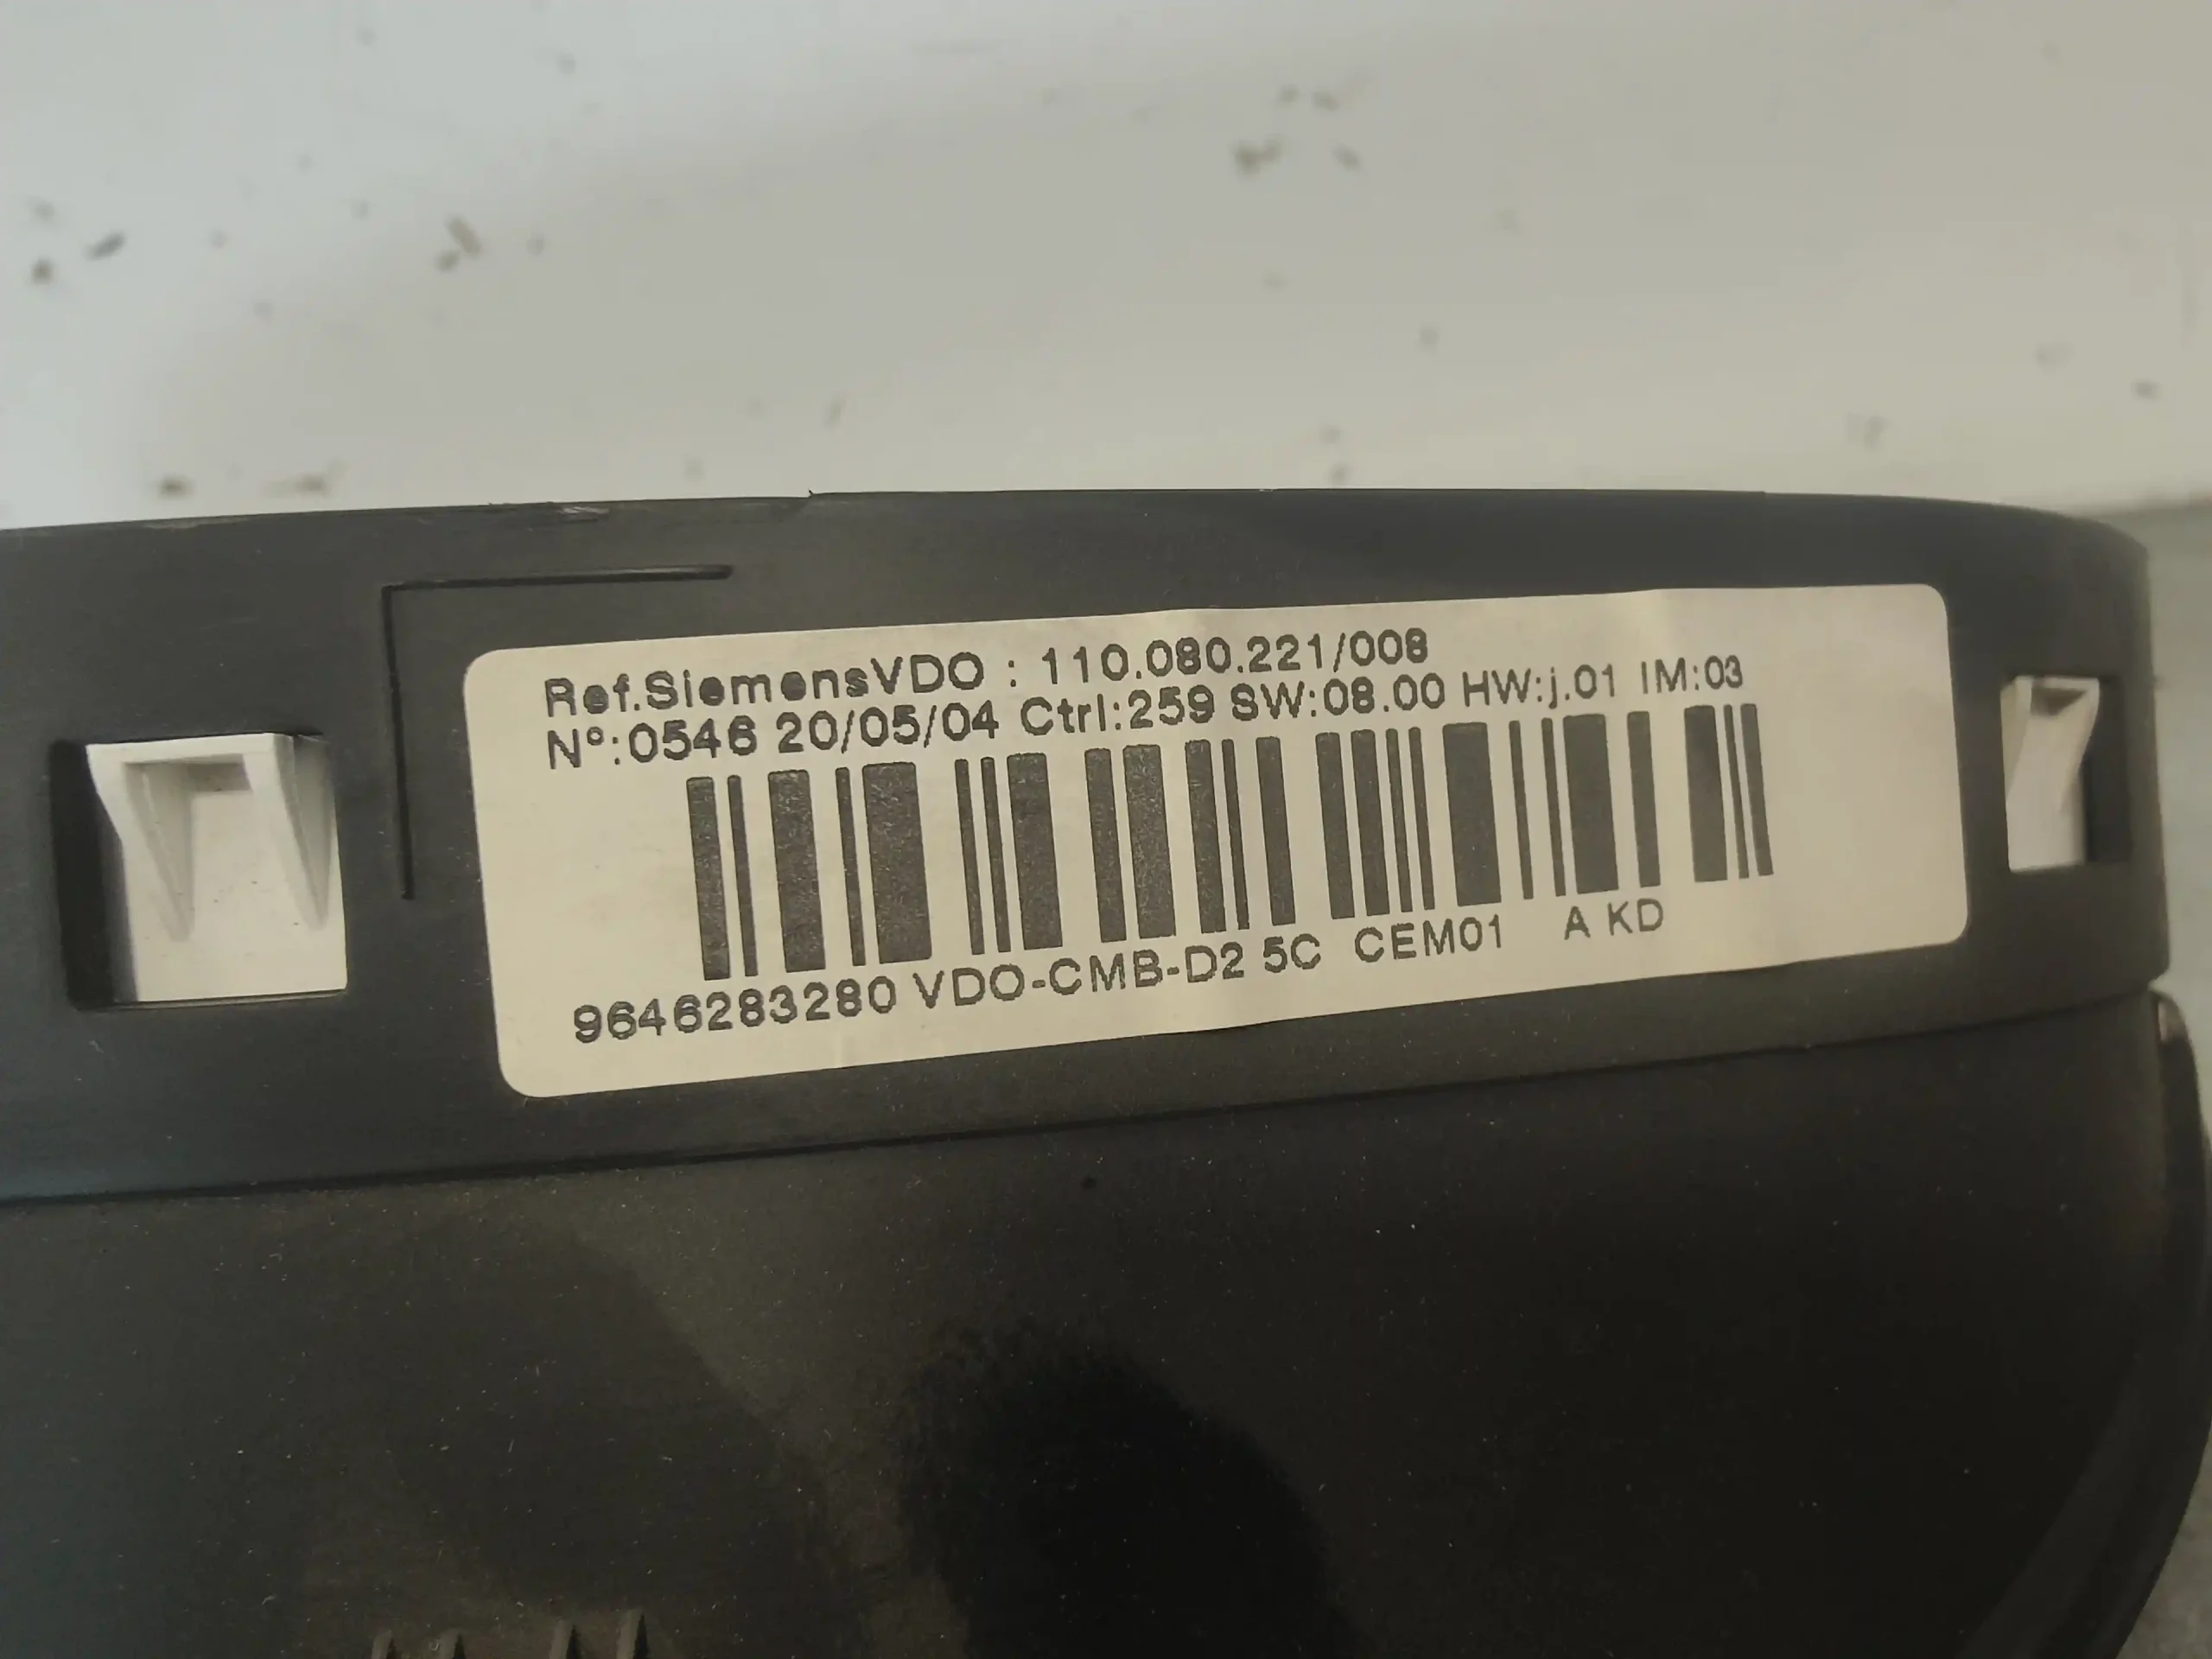 Ref.SiemensVDO : 110.080.221/008
N°:0546 20/05/04 Ctrl:259 SW:08.00 HW:j.01 IM:03
9646283280 VDO-CMB-D2 5C CEM01 A KD